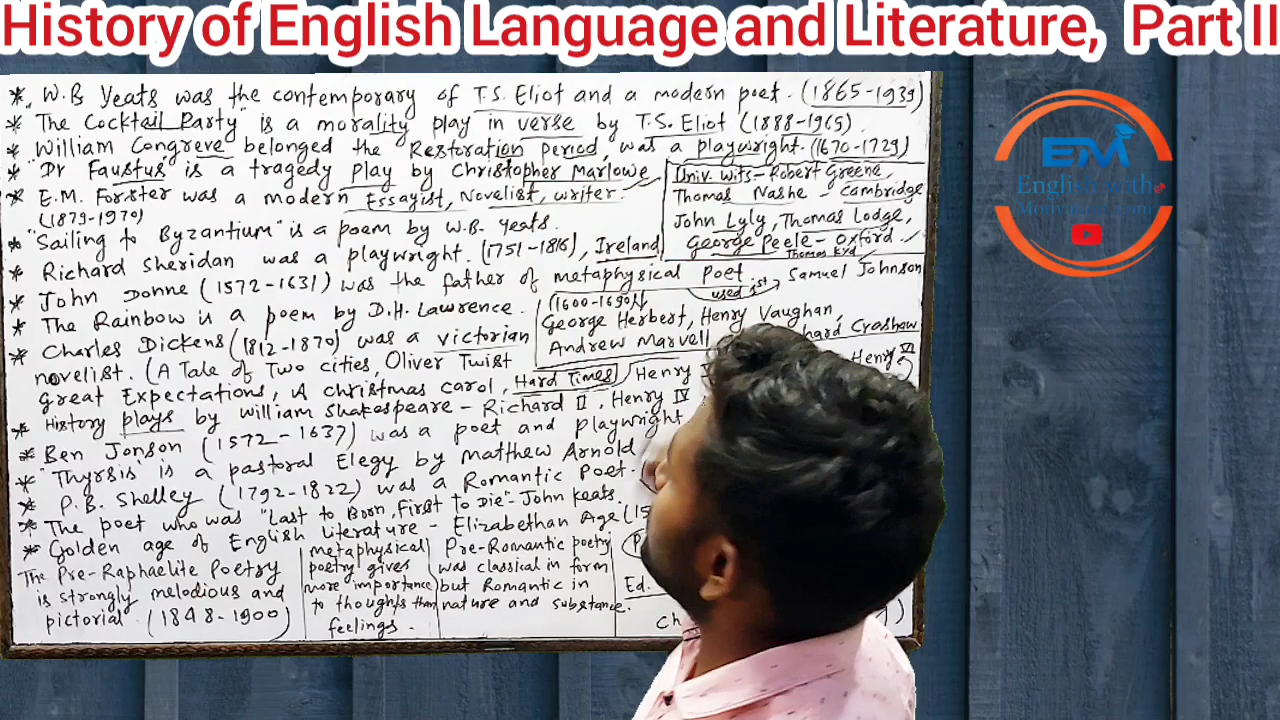 History of English Language and Literature, Part II
* W.B Yeats was the contemporary of T.S. Eliot and a modern poet. (1865-1939)
* "The Cocktail Party" is a morality play in verse by T.S. Eliot (1888-1965)
* William Congreve belonged the Restoration period, was a playwright. (1670-1729)
* "Dr Faustus" is a tragedy play by Christopher Marlowe
* E.M. Forster was a modern Essayist, Novelist, writer.
(1879-1970)
* "Sailing to Byzantium" is a poem by W.B. Yeats.
* Richard Sheridan was a playwright. (1751-1816), Ireland
* John Donne (1572-1631) was the father of metaphysical poet.
* The Rainbow is a poem by D.H. Lawrence.
* Charles Dickens (1812-1870) was a victorian
novelist. (A Tale of Two cities, Oliver Twist
great Expectations, A christmas carol, Hard Times)
* History plays by William Shakespeare - Richard II, Henry IV
* Ben Jonson (1572-1637) was a poet and playwright
* "Thyrsis" is a pastoral Elegy by Matthew Arnold
* P.B. Shelley (1792-1822) was a Romantic Poet.
* The poet who was "Last to Born, First to Die" - John Keats.
* Golden age of English literature - Elizabethan Age
Univ. wits - Robert Greene,
Thomas Nashe - Cambridge
John Lyly, Thomas Lodge,
George Peele - Oxford.
Thomas Kyd
used 1st Samuel Johnson
(1600-1690)
George Herbert, Henry Vaughan,
Andrew Marvell Crashaw
Henry
Henry VI
The Pre-Raphaelite Poetry
is strongly melodious and
pictorial. (1848-1900)
metaphysical
poetry gives
more importance
to thoughts than
feelings.
Pre-Romantic poetry
was classical in form
but Romantic in
nature and substance.
Ed.
Ch
EM
English with
Motivation.com